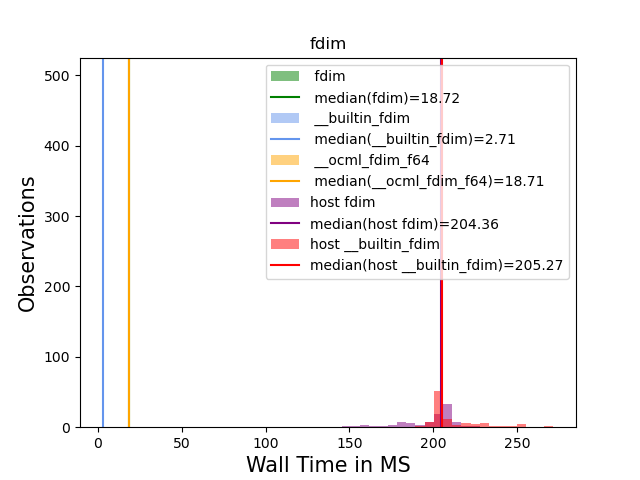 fdim
Observations
500
400
300
200
100
0
fdim
median(fdim)=18.72
__builtin_fdim
median(__builtin_fdim)=2.71
__ocml_fdim_f64
median(__ocml_fdim_f64)=18.71
host fdim
median(host fdim)=204.36
host __builtin_fdim
median(host __builtin_fdim)=205.27
0 50 100 150 200 250
Wall Time in MS